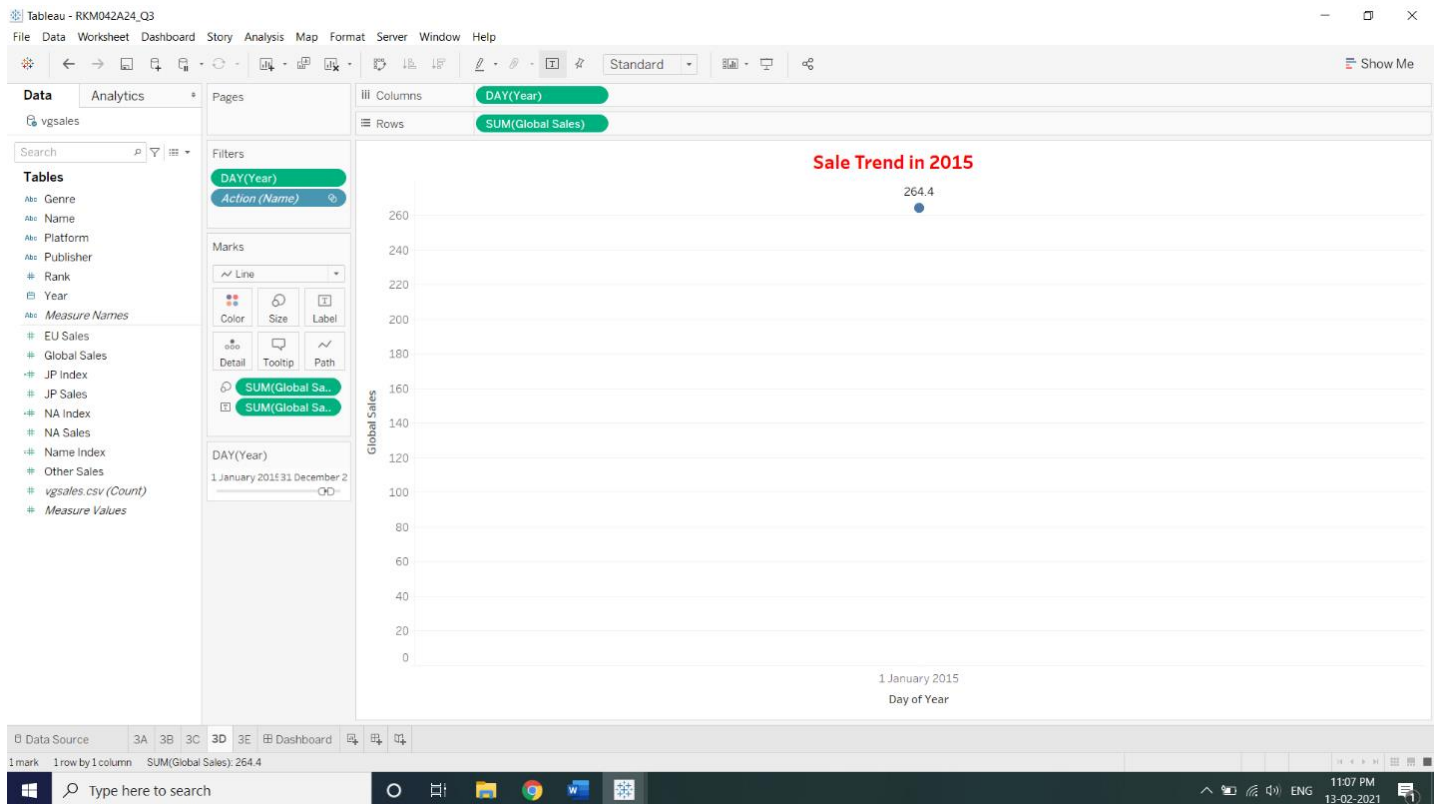 Tableau - RKM042A24_Q3
File Data Worksheet Dashboard Story Analysis Map Format Server Window Help
Standard
Show Me
Data Analytics
vgsales
Search
Tables
Abc Genre
Abc Name
Abc Platform
Abc Publisher
# Rank
Year
Abc Measure Names
# EU Sales
# Global Sales
=# JP Index
# JP Sales
=# NA Index
# NA Sales
=# Name Index
# Other Sales
# vgsales.csv (Count)
# Measure Values
Pages
Filters
DAY(Year)
Action (Name)
Marks
Line
Color Size Label
Detail Tooltip Path
SUM(Global Sa..
SUM(Global Sa..
DAY(Year)
1 January 2015 31 December 2
Columns DAY(Year)
Rows SUM(Global Sales)
Sale Trend in 2015
264.4
260
240
220
200
180
160
140
120
100
80
60
40
20
0
Global Sales
1 January 2015
Day of Year
Data Source 3A 3B 3C 3D 3E Dashboard
1 mark 1 row by 1 column SUM(Global Sales): 264.4
Type here to search
ENG
11:07 PM
13-02-2021